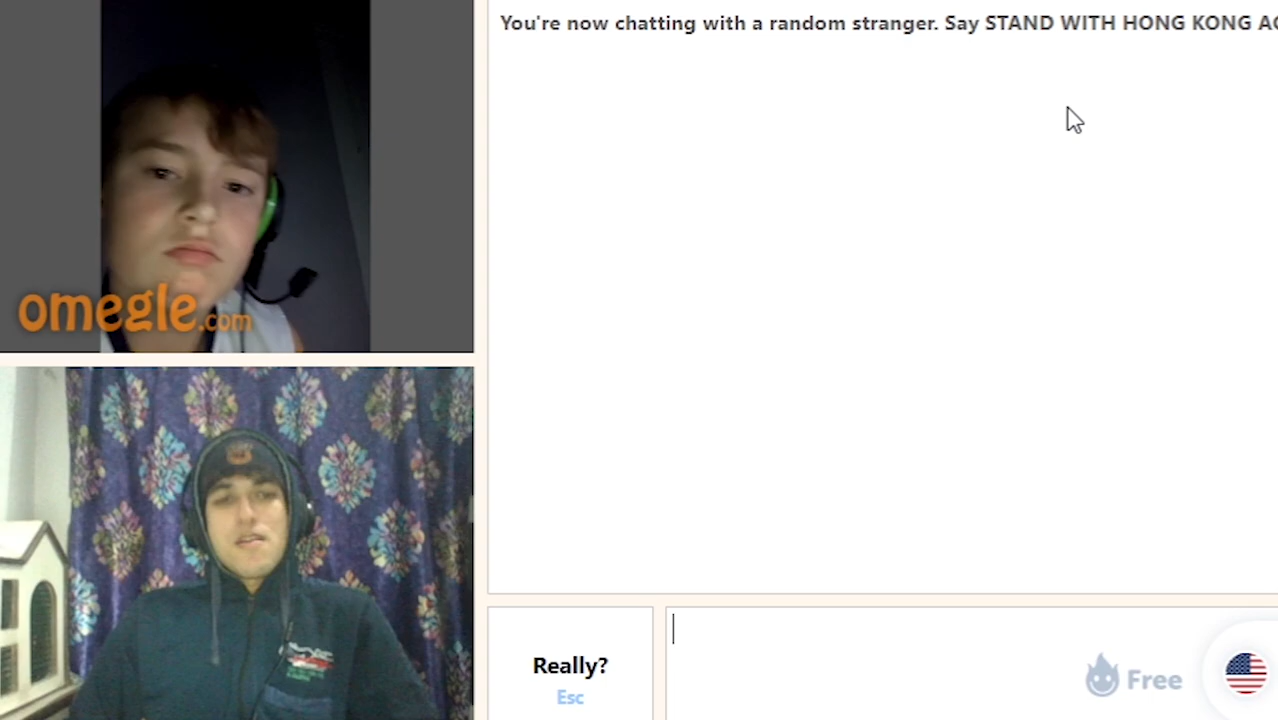 You're now chatting with a random stranger. Say STAND WITH HONG KONG
omegle.com
Really?
Esc
Free